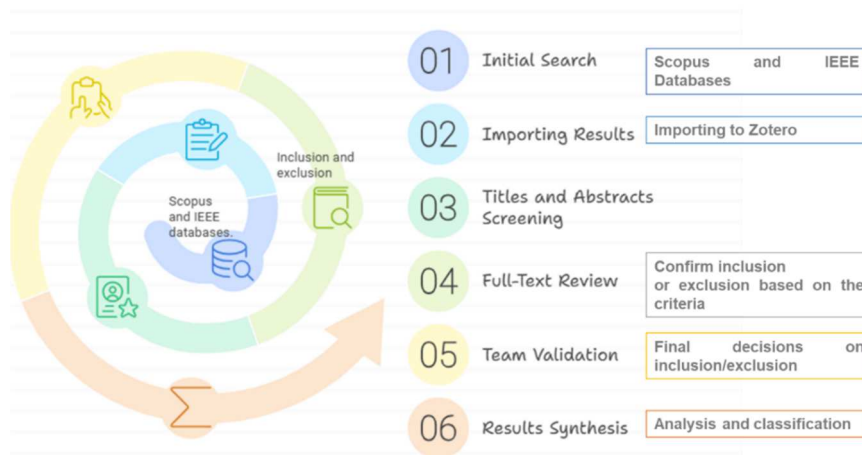 Inclusion and
exclusion
Scopus
and IEEE
databases.
01 Initial Search
Scopus and IEEE
Databases
02 Importing Results
Importing to Zotero
03 Titles and Abstracts
Screening
04 Full-Text Review
Confirm inclusion
or exclusion based on the
criteria
05 Team Validation
Final decisions on
inclusion/exclusion
06 Results Synthesis
Analysis and classification